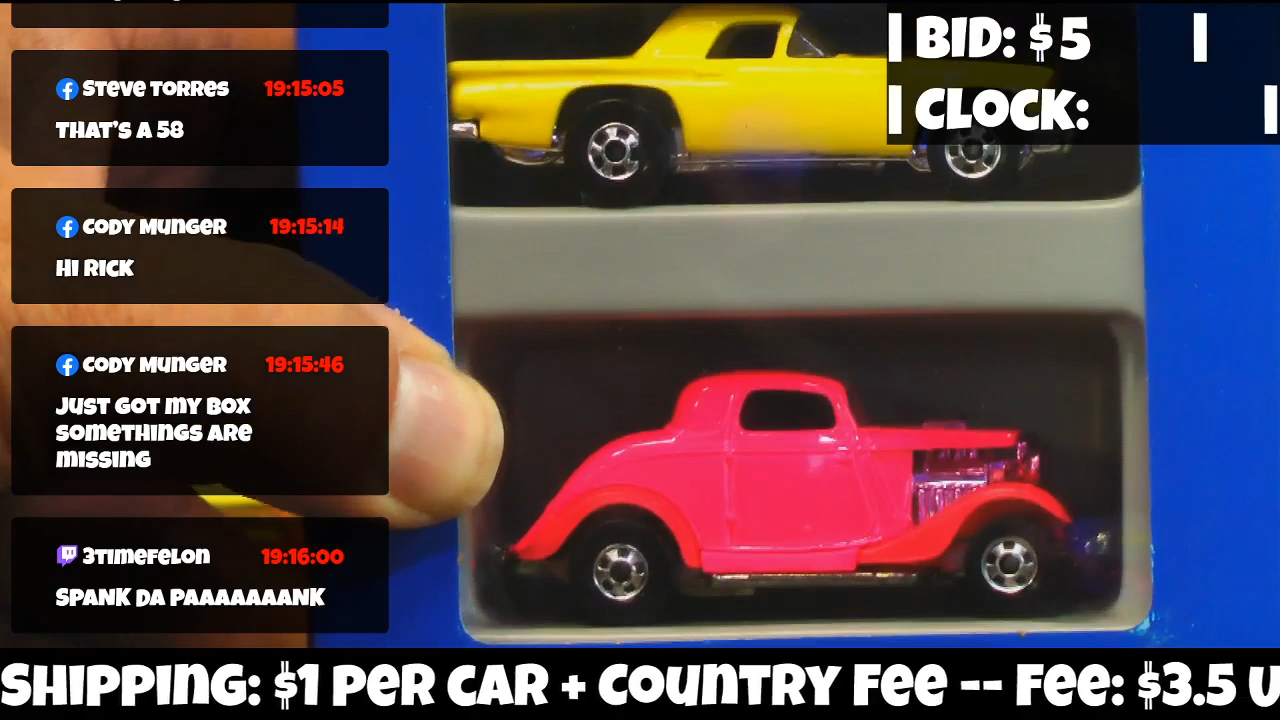 STEVE TORRES 19:15:05
THAT'S A 58
CODY MUNGER 19:15:14
HI RICK
CODY MUNGER 19:15:46
JUST GOT MY BOX
SOMETHINGS ARE
MISSING
3TIMEFELON 19:16:00
SPANK DA PAAAAAAANK
| BID: $5 |
| CLOCK: |
SHIPPING: $1 PER CAR + COUNTRY FEE -- FEE: $3.5 U